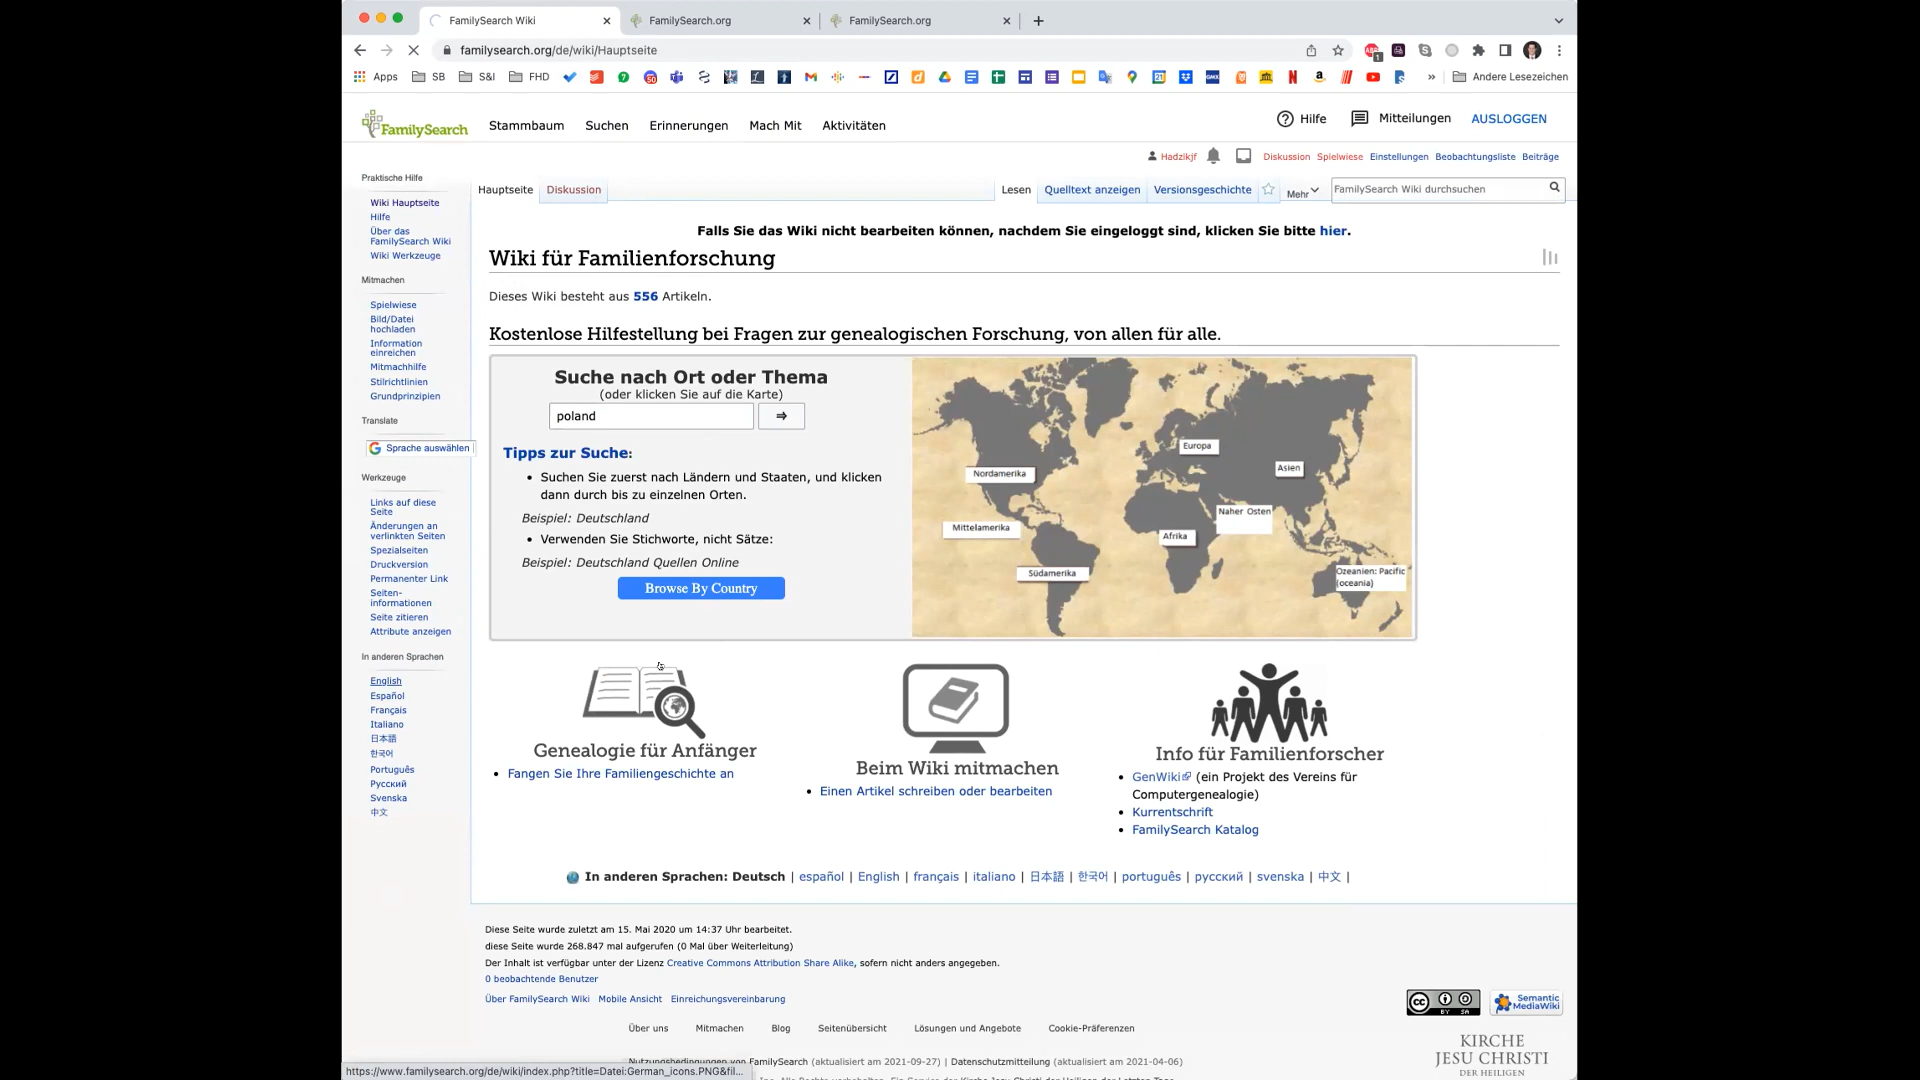 FamilySearch Wiki
FamilySearch.org
FamilySearch.org
familysearch.org/de/wiki/Hauptseite
Apps SB S&I FHD Andere Lesezeichen
FamilySearch
Stammbaum Suchen Erinnerungen Mach Mit Aktivitäten
Hilfe Mitteilungen AUSLOGGEN
Hadzikjf Diskussion Spielwiese Einstellungen Beobachtungsliste Beiträge
Hauptseite Diskussion Lesen Quelltext anzeigen Versionsgeschichte Mehr FamilySearch Wiki durchsuchen
Praktische Hilfe
Wiki Hauptseite
Hilfe
Über das
FamilySearch Wiki
Wiki Werkzeuge
Mitmachen
Spielwiese
Bild/Datei
hochladen
Information
einreichen
Mitmachhilfe
Stilrichtlinien
Grundprinzipien
Translate
Sprache auswählen
Werkzeuge
Links auf diese
Seite
Änderungen an
verlinkten Seiten
Spezialseiten
Druckversion
Permanenter Link
Seiten-
informationen
Seite zitieren
Attribute anzeigen
In anderen Sprachen
English
Español
Français
Italiano
日本語
한국어
Português
Русский
Svenska
中文
Falls Sie das Wiki nicht bearbeiten können, nachdem Sie eingeloggt sind, klicken Sie bitte hier.
Wiki für Familienforschung
Dieses Wiki besteht aus 556 Artikeln.
Kostenlose Hilfestellung bei Fragen zur genealogischen Forschung, von allen für alle.
Suche nach Ort oder Thema
(oder klicken Sie auf die Karte)
poland ⇒
Tipps zur Suche:
• Suchen Sie zuerst nach Ländern und Staaten, und klicken
dann durch bis zu einzelnen Orten.
Beispiel: Deutschland
• Verwenden Sie Stichworte, nicht Sätze:
Beispiel: Deutschland Quellen Online
Browse By Country
Europa
Nordamerika
Asien
Naher Osten
Mittelamerika
Afrika
Südamerika
Ozeanien: Pacific
(oceania)
Genealogie für Anfänger
• Fangen Sie Ihre Familiengeschichte an
Beim Wiki mitmachen
• Einen Artikel schreiben oder bearbeiten
Info für Familienforscher
• GenWiki (ein Projekt des Vereins für
Computergenealogie)
• Kurrentschrift
• FamilySearch Katalog
In anderen Sprachen: Deutsch | español | English | français | italiano | 日本語 | 한국어 | português | русский | svenska | 中文 |
Diese Seite wurde zuletzt am 15. Mai 2020 um 14:37 Uhr bearbeitet.
diese Seite wurde 268.847 mal aufgerufen (0 Mal über Weiterleitung)
Der Inhalt ist verfügbar unter der Lizenz Creative Commons Attribution Share Alike, sofern nicht anders angegeben.
0 beobachtende Benutzer
Über FamilySearch Wiki Mobile Ansicht Einreichungsvereinbarung
cc BY SA
Semantic
MediaWiki
Über uns Mitmachen Blog Seitenübersicht Lösungen und Angebote Cookie-Präferenzen
KIRCHE
JESU CHRISTI
DER HEILIGEN
Nutzungsbedingungen von FamilySearch (aktualisiert am 2021-09-27) | Datenschutzmitteilung (aktualisiert am 2021-04-06)
https://www.familysearch.org/de/wiki/index.php?title=Datei:German_icons.PNG&fil...